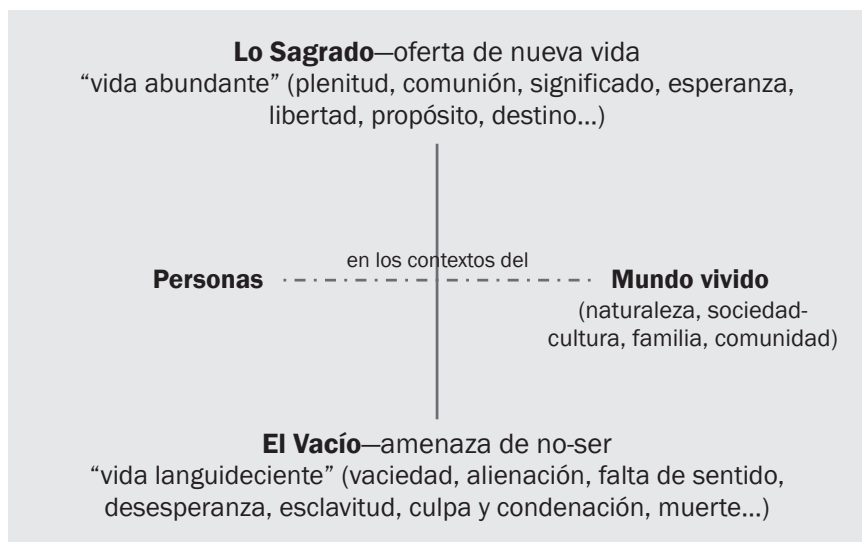 Lo Sagrado—oferta de nueva vida
“vida abundante” (plenitud, comunión, significado, esperanza,
libertad, propósito, destino...)
en los contextos del
Personas
Mundo vivido
(naturaleza, sociedad-
cultura, familia, comunidad)
El Vacío—amenaza de no-ser
“vida languideciente” (vaciedad, alienación, falta de sentido,
desesperanza, esclavitud, culpa y condenación, muerte...)